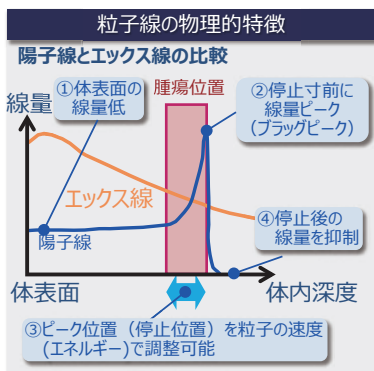 粒子線の物理的特徴
陽子線とエックス線の比較
①体表面の
線量低
腫瘍位置
②停止寸前に
線量ピーク
(ブラッグピーク)
線量
エックス線
陽子線
④停止後の
線量を抑制
体表面
体内深度
③ピーク位置（停止位置）を粒子の速度
(エネルギー)で調整可能